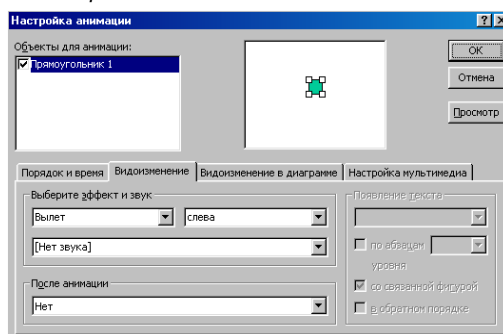 Настройка анимации
Объекты для анимации:
Прямоугольник 1
OK
Отмена
Просмотр
Порядок и время Видоизменение Видоизменение в диаграмме Настройка мультимедиа
Выберите эффект и звук
Появление текста
Вылет слева
[Нет звука]
по абзацам
уровня
После анимации
со связанной фигурой
Нет
в обратном порядке